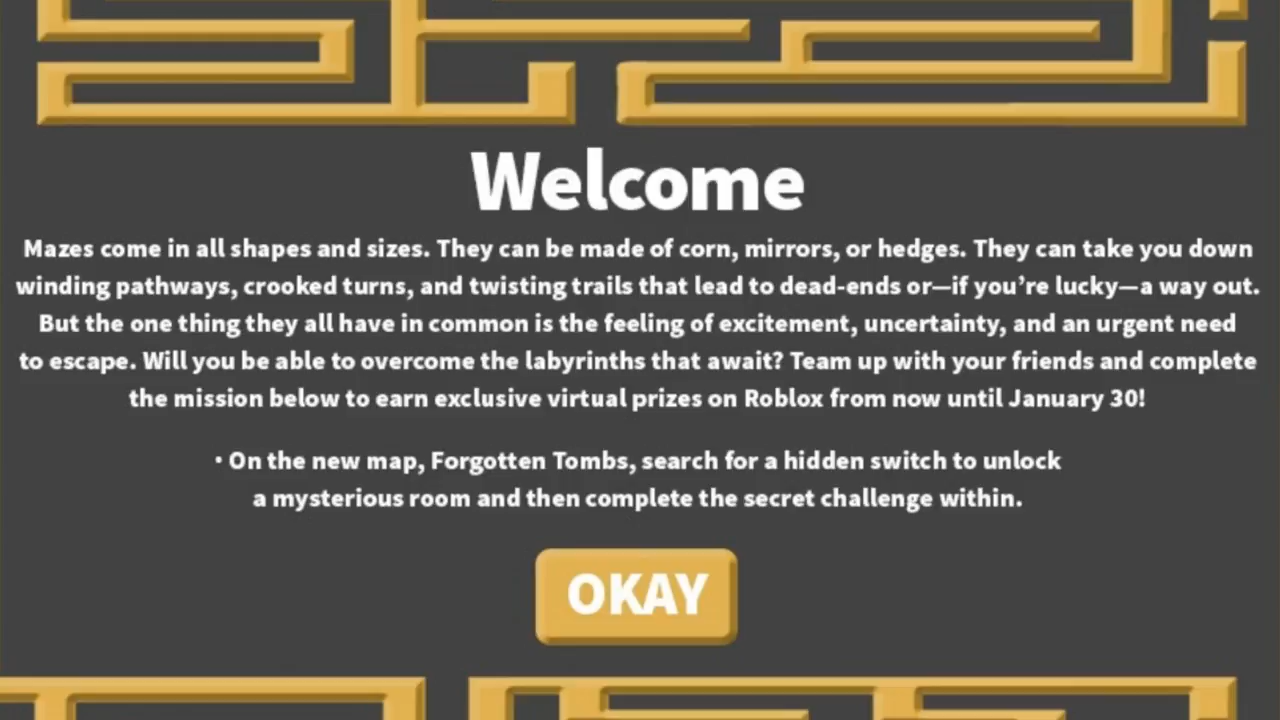 Welcome
Mazes come in all shapes and sizes. They can be made of corn, mirrors, or hedges. They can take you down
winding pathways, crooked turns, and twisting trails that lead to dead-ends or—if you’re lucky—a way out.
But the one thing they all have in common is the feeling of excitement, uncertainty, and an urgent need
to escape. Will you be able to overcome the labyrinths that await? Team up with your friends and complete
the mission below to earn exclusive virtual prizes on Roblox from now until January 30!
• On the new map, Forgotten Tombs, search for a hidden switch to unlock
a mysterious room and then complete the secret challenge within.
OKAY